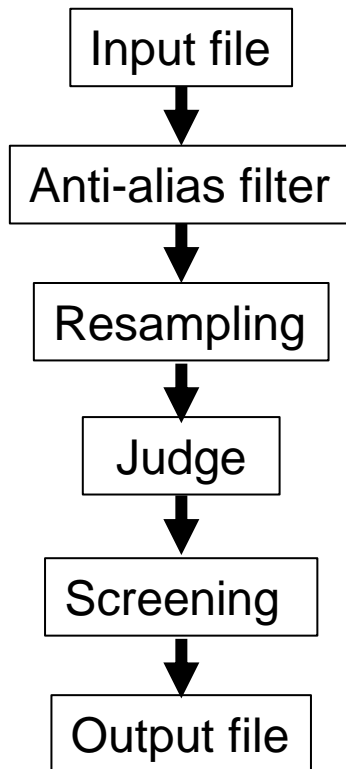 Input file
Anti-alias filter
Resampling
Judge
Screening
Output file